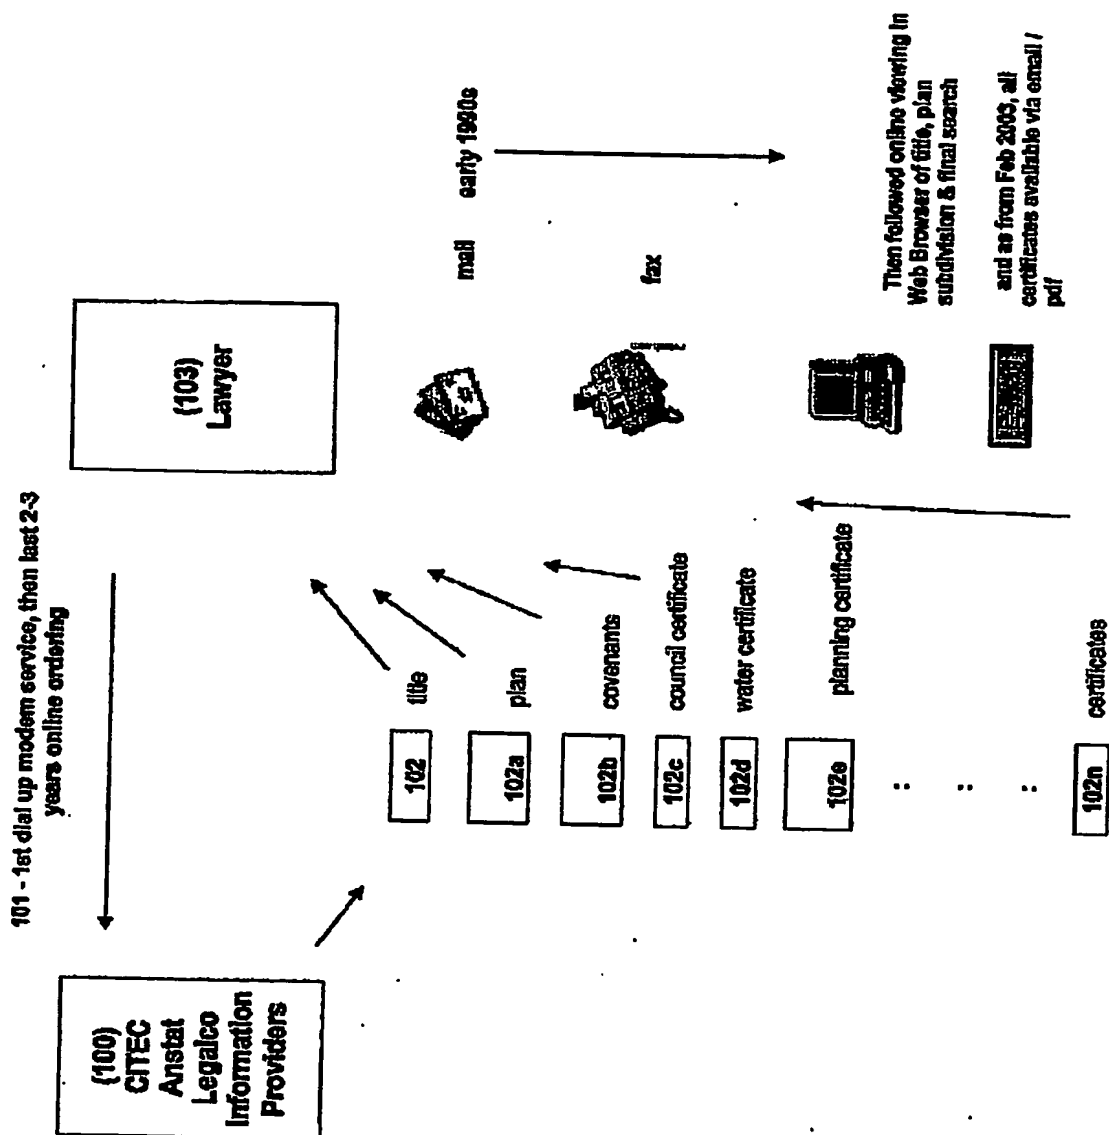 101 - 1st dial up modem service, then last 2-3
years online ordering
(100)
CITEC
Anstat
Legalco
Information
Providers
(103)
Lawyer
102
title
102a
plan
102b
covenants
102c
council certificate
102d
water certificate
102e
planning certificate
:
:
:
102n
certificates
mail
early 1990s
fax
Then followed online viewing in
Web Browser of title, plan
subdivision & final search
and as from Feb 2003, all
certificates available via email /
pdf